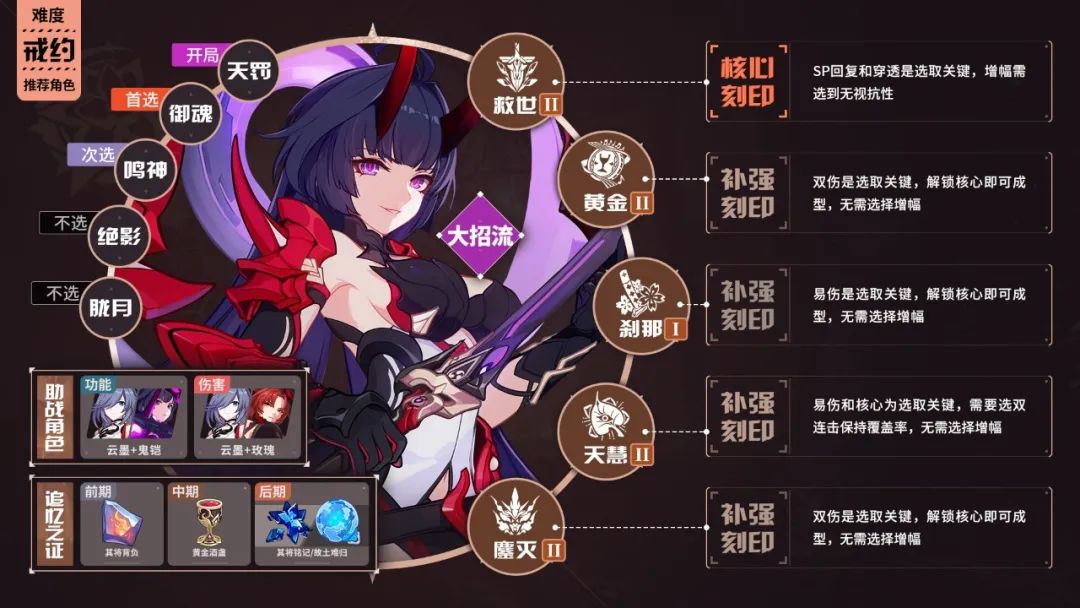 难度
戒约
推荐角色
开局
天罚
首选
御魂
次选
鸣神
不选
绝影
不选
胧月
大招流
救世 II
黄金 II
刹那 I
天慧 II
鏖灭 II
核心
刻印
SP回复和穿透是选取关键，增幅需
选到无视抗性
补强
刻印
双伤是选取关键，解锁核心即可成
型，无需选择增幅
补强
刻印
易伤是选取关键，解锁核心即可成
型，无需选择增幅
补强
刻印
易伤和核心为选取关键，需要选双
连击保持覆盖率，无需选择增幅
补强
刻印
双伤是选取关键，解锁核心即可成
型，无需选择增幅
助战角色
功能
云墨+鬼铠
伤害
云墨+玫瑰
追忆之证
前期
其将背负
中期
黄金酒盏
后期
其将铭记/故土难归